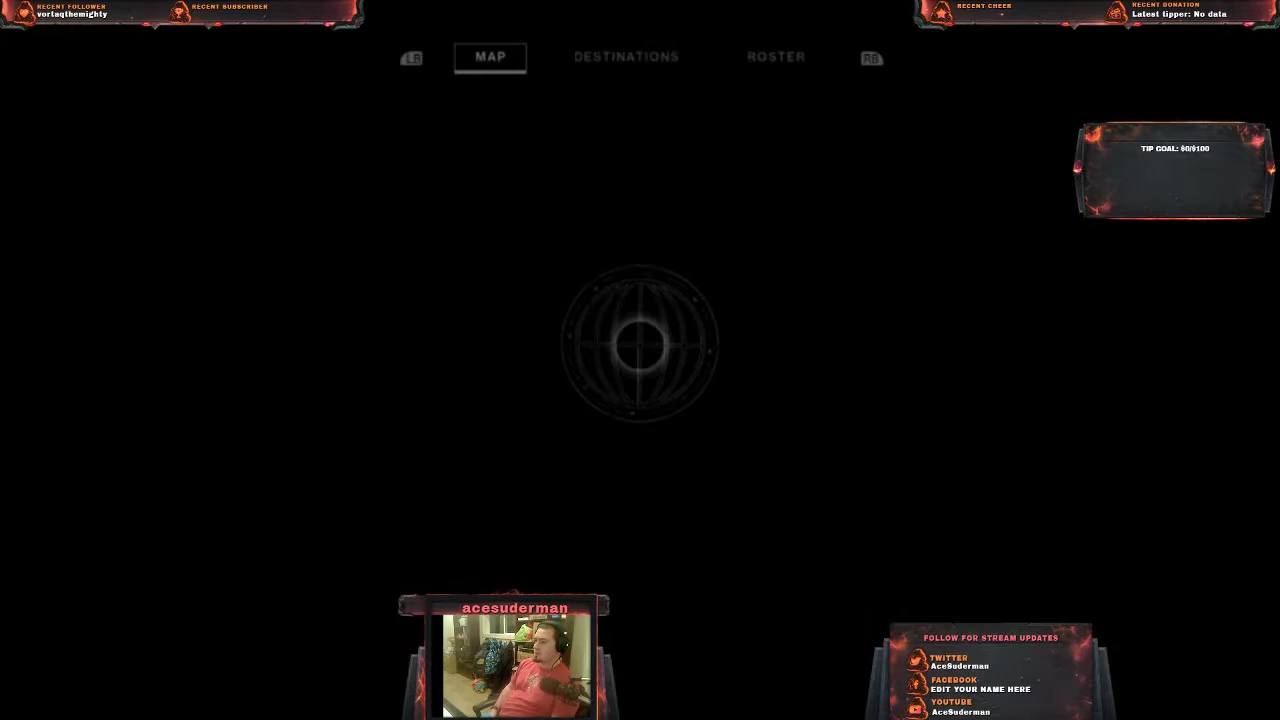 RECENT FOLLOWER
vortaqthemighty
RECENT SUBSCRIBER
RECENT CHEER
RECENT DONATION
Latest tipper: No data
LB
MAP
DESTINATIONS
ROSTER
RB
TIP GOAL: $0/$100
acesuderman
FOLLOW FOR STREAM UPDATES
TWITTER
AceSuderman
FACEBOOK
EDIT YOUR NAME HERE
YOUTUBE
AceSuderman